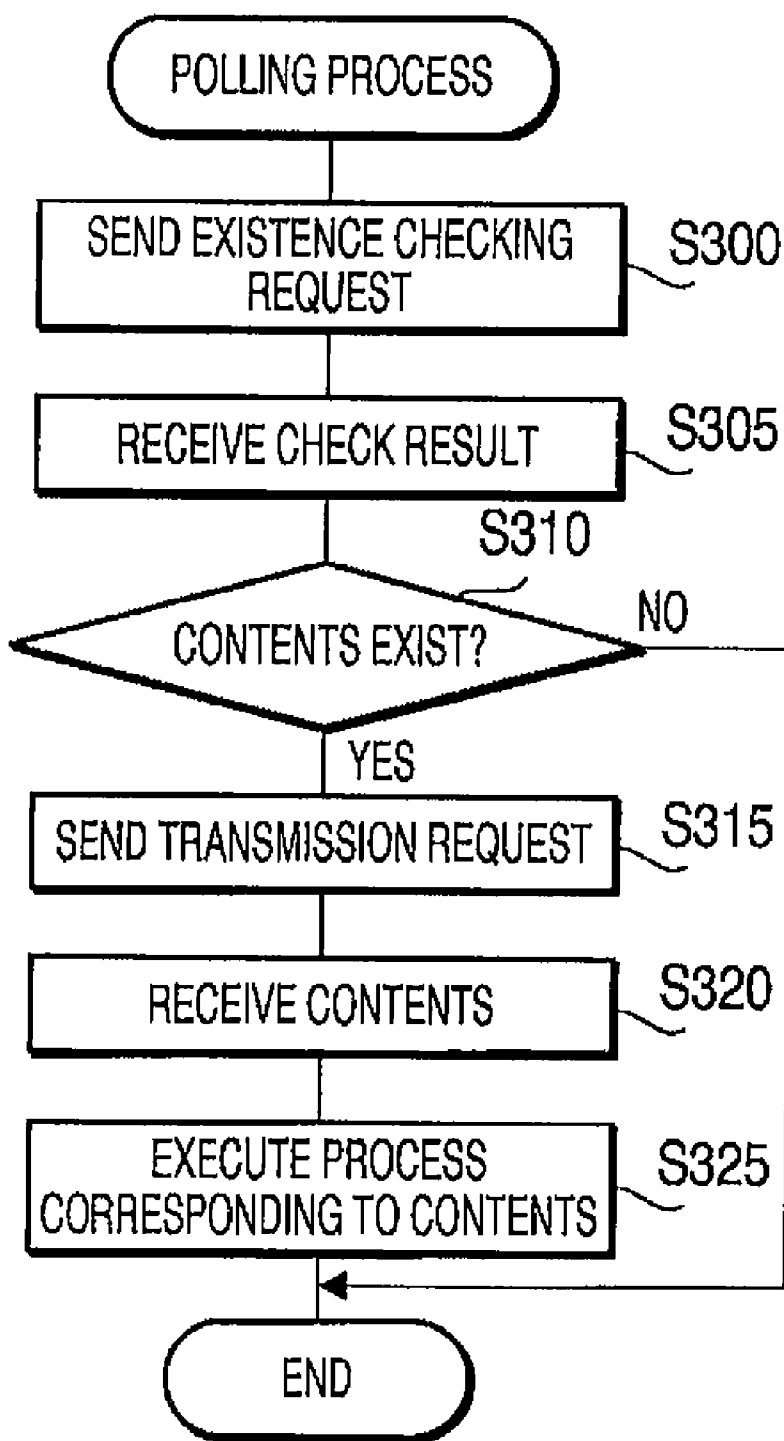 POLLING PROCESS
SEND EXISTENCE CHECKING
REQUEST
S300
RECEIVE CHECK RESULT
S305
S310
CONTENTS EXIST?
NO
YES
SEND TRANSMISSION REQUEST
S315
RECEIVE CONTENTS
S320
EXECUTE PROCESS
CORRESPONDING TO CONTENTS
S325
END